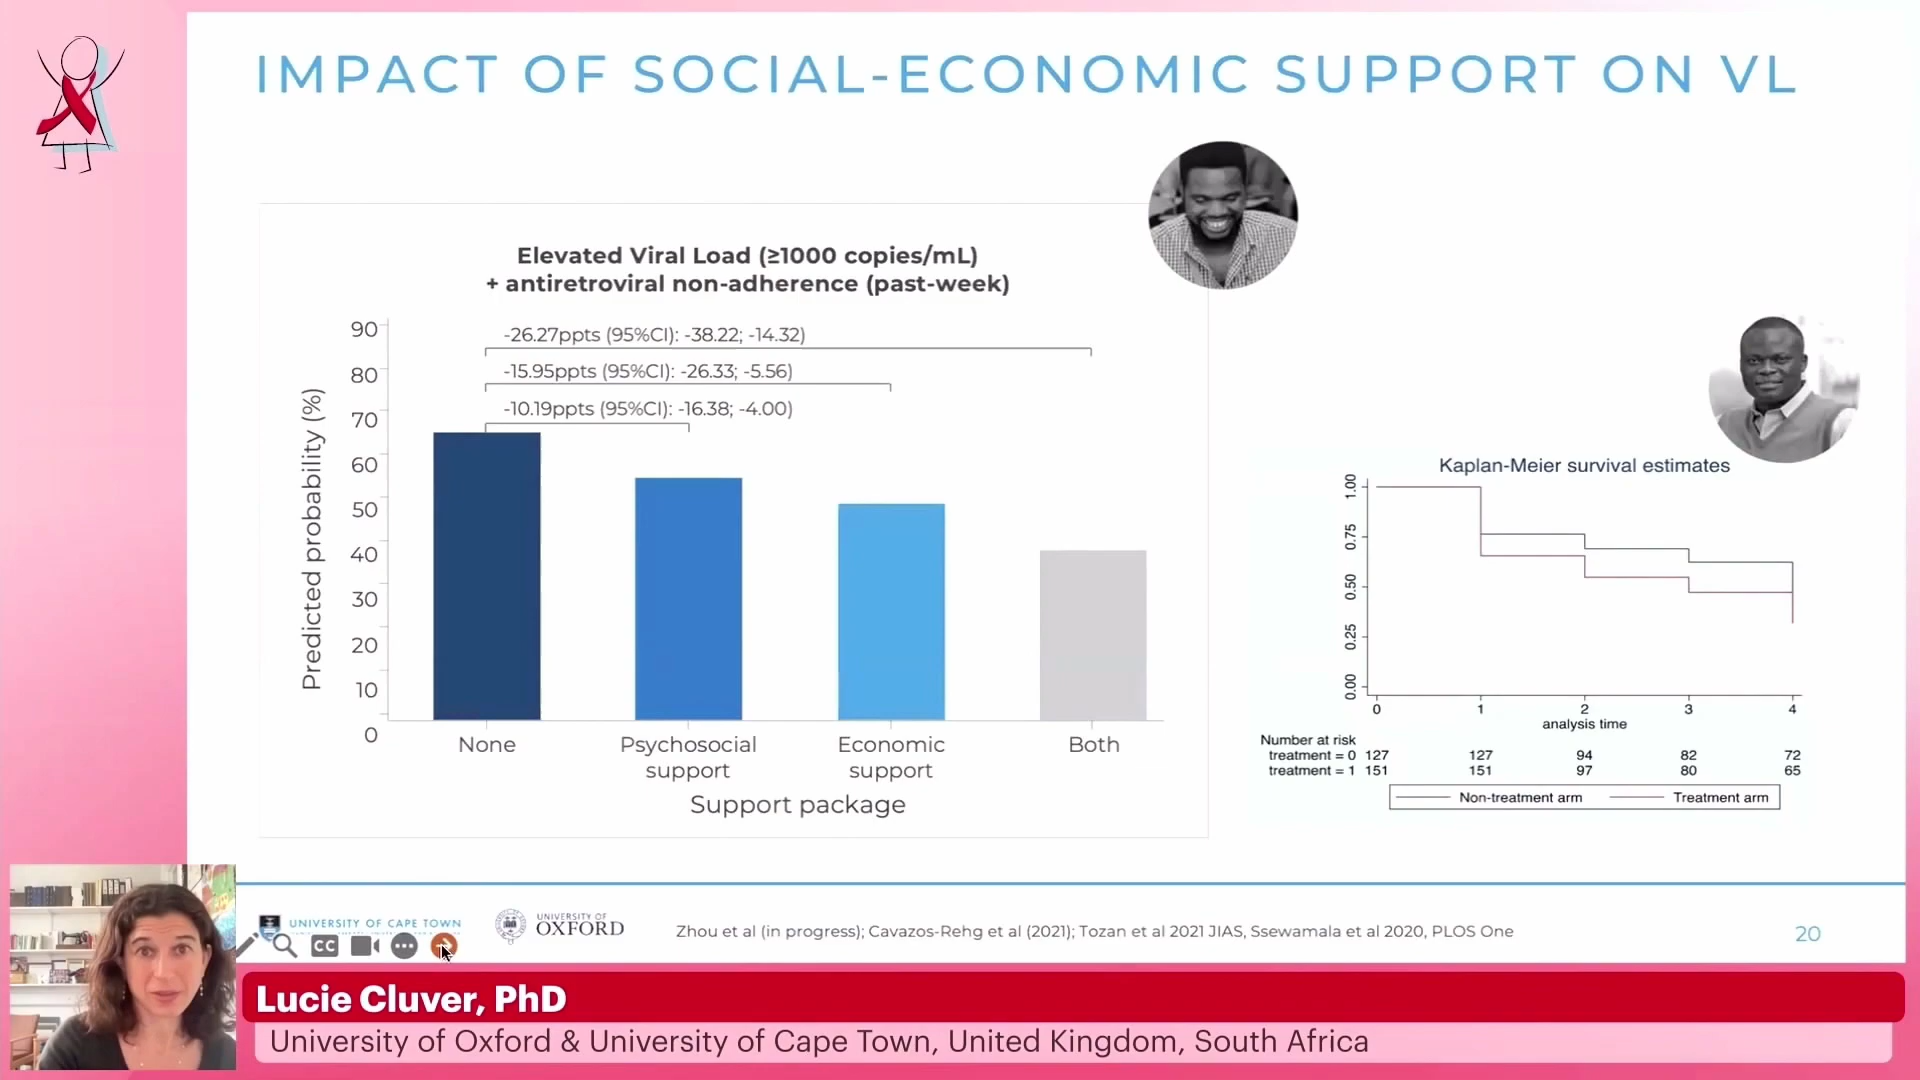 IMPACT OF SOCIAL-ECONOMIC SUPPORT ON VL
Elevated Viral Load (≥1000 copies/mL)
+ antiretroviral non-adherence (past-week)
-26.27ppts (95%CI): -38.22; -14.32)
-15.95ppts (95%CI): -26.33; -5.56)
-10.19ppts (95%CI): -16.38; -4.00)
Predicted probability (%)
90
80
70
60
50
40
30
20
10
0
None
Psychosocial support
Economic support
Both
Support package
Kaplan-Meier survival estimates
1.00
0.75
0.50
0.25
0.00
0 1 2 3 4
analysis time
Number at risk
treatment = 0 127 127 94 82 72
treatment = 1 151 151 97 80 65
Non-treatment arm Treatment arm
UNIVERSITY OF CAPE TOWN
UNIVERSITY OF
OXFORD
Zhou et al (in progress); Cavazos-Rehg et al (2021); Tozan et al 2021 JIAS, Ssewamala et al 2020, PLOS One
20
CC
Lucie Cluver, PhD
University of Oxford & University of Cape Town, United Kingdom, South Africa